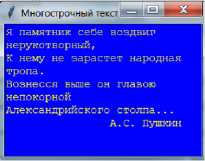 Многострочный текст
Я памятник себе воздвиг
нерукотворный,
К нему не зарастет народная
тропа.
Вознесся выше он главою
непокорной
Александрийского столпа...
А.С. Пушкин